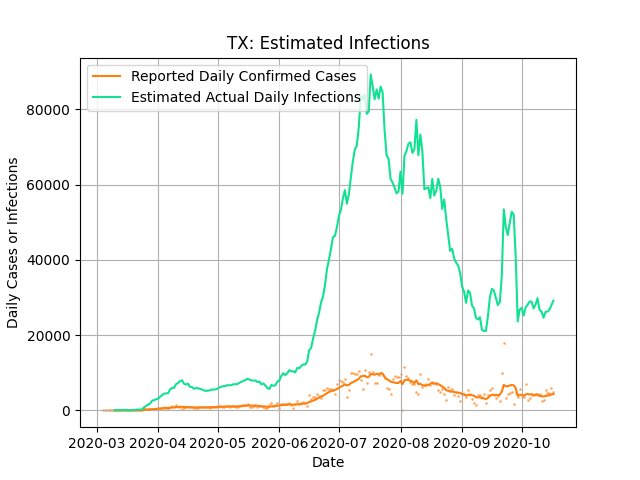 TX: Estimated Infections
Reported Daily Confirmed Cases
Estimated Actual Daily Infections
Daily Cases or Infections
80000
60000
40000
20000
0
2020-03 2020-04 2020-05 2020-06 2020-07 2020-08 2020-09 2020-10
Date